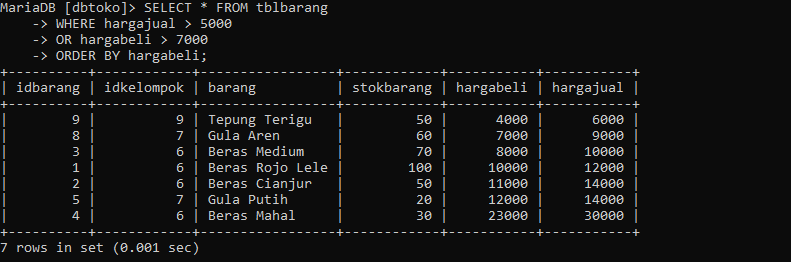 MariaDB [dbtoko]> SELECT * FROM tblbarang
    -> WHERE hargajual > 5000
    -> OR hargabeli > 7000
    -> ORDER BY hargabeli;
+----------+------------+-----------------+------------+-----------+-----------+
| idbarang | idkelompok | barang          | stokbarang | hargabeli | hargajual |
+----------+------------+-----------------+------------+-----------+-----------+
|        9 |          9 | Tepung Terigu   |         50 |      4000 |      6000 |
|        8 |          7 | Gula Aren       |         60 |      7000 |      9000 |
|        3 |          6 | Beras Medium    |         70 |      8000 |     10000 |
|        1 |          6 | Beras Rojo Lele |        100 |     10000 |     12000 |
|        2 |          6 | Beras Cianjur   |         50 |     11000 |     14000 |
|        5 |          7 | Gula Putih      |         20 |     12000 |     14000 |
|        4 |          6 | Beras Mahal     |         30 |     23000 |     30000 |
+----------+------------+-----------------+------------+-----------+-----------+
7 rows in set (0.001 sec)